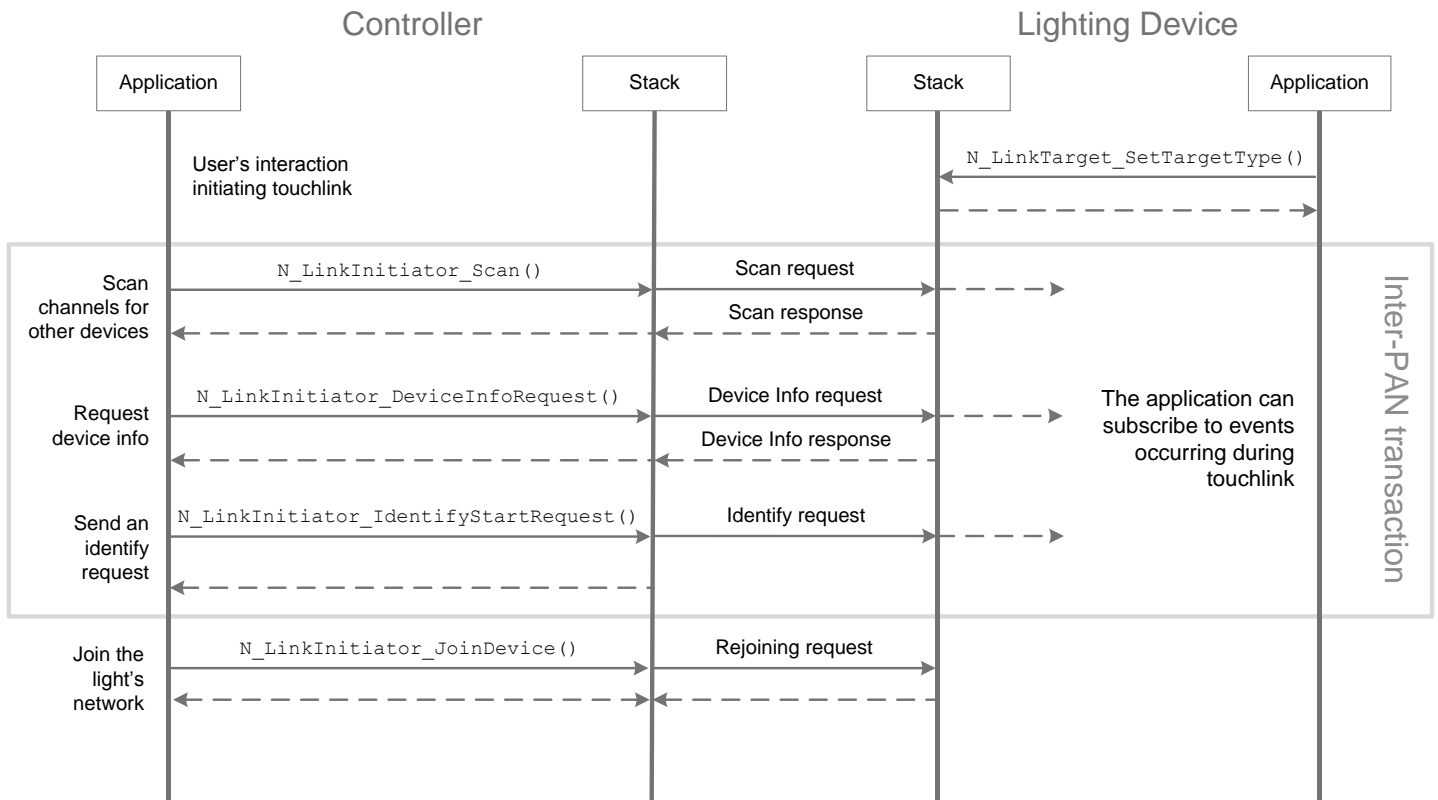 Controller
Lighting Device
Application
Stack
Stack
Application
User's interaction
initiating touchlink
N_LinkTarget_SetTargetType()
Scan
channels for
other devices
N_LinkInitiator_Scan()
Scan request
Scan response
Request
device info
N_LinkInitiator_DeviceInfoRequest()
Device Info request
Device Info response
The application can
subscribe to events
occurring during
touchlink
Inter-PAN transaction
Send an
identify
request
N_LinkInitiator_IdentifyStartRequest()
Identify request
Join the
light's
network
N_LinkInitiator_JoinDevice()
Rejoining request